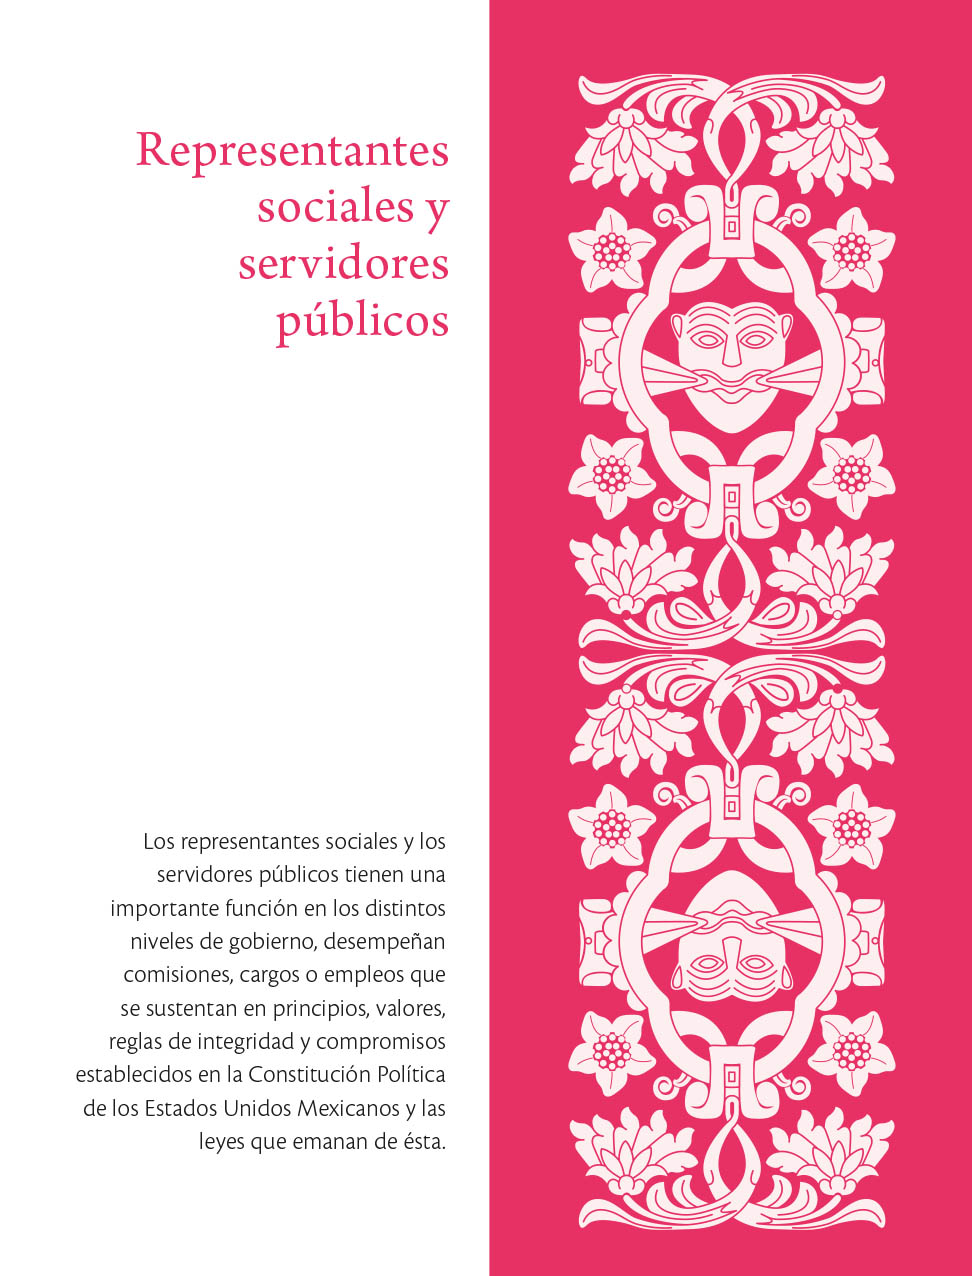 Representantes
sociales y
servidores
públicos
Los representantes sociales y los
servidores públicos tienen una
importante función en los distintos
niveles de gobierno, desempeñan
comisiones, cargos o empleos que
se sustentan en principios, valores,
reglas de integridad y compromisos
establecidos en la Constitución Política
de los Estados Unidos Mexicanos y las
leyes que emanan de ésta.